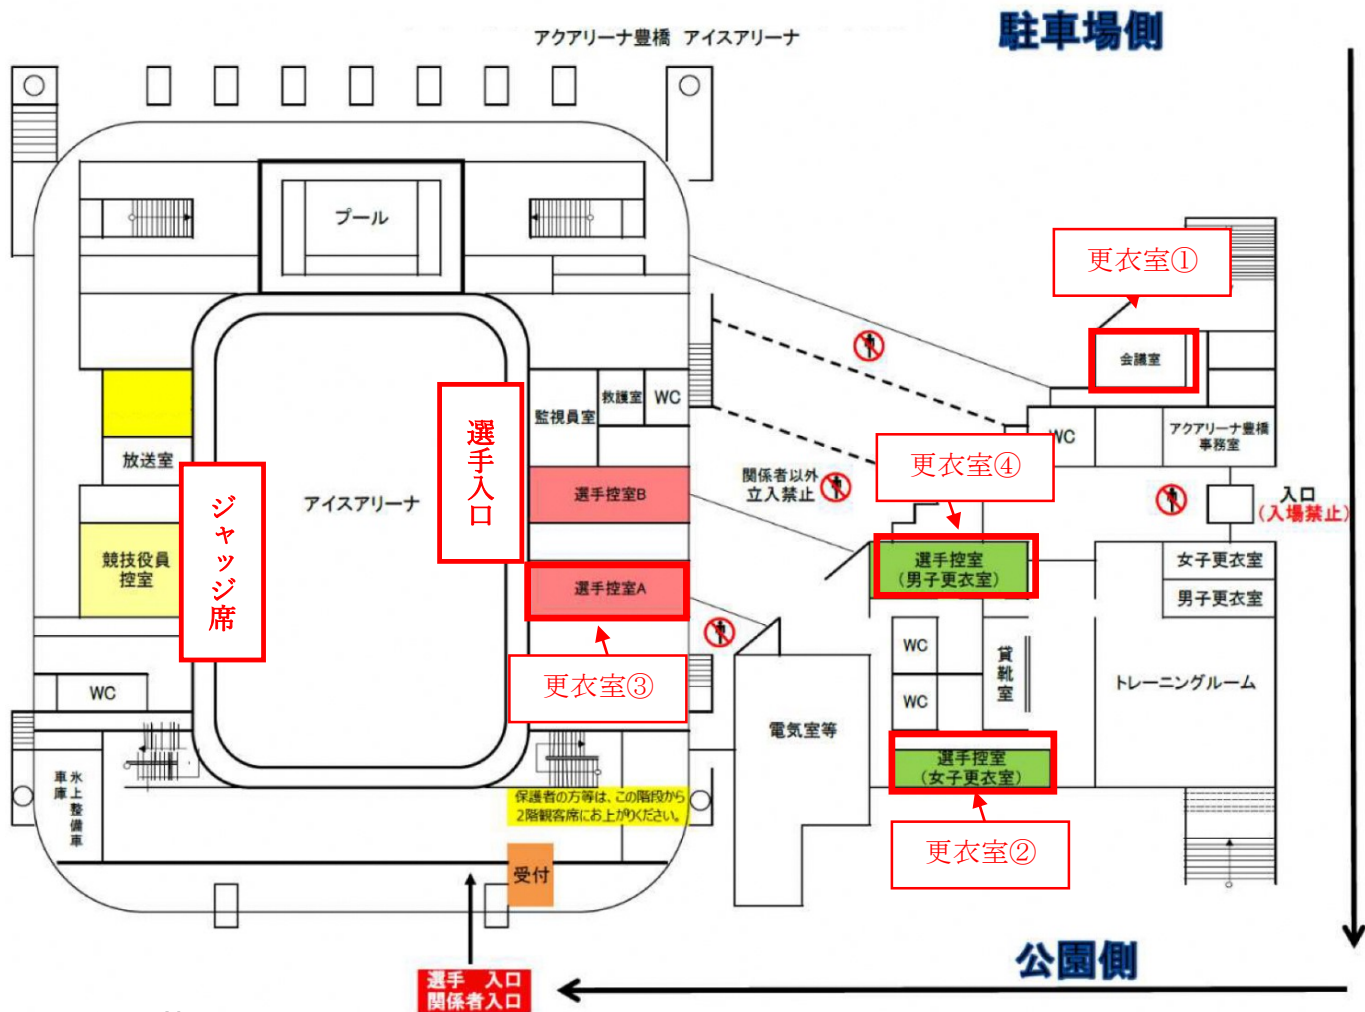 アクアリーナ豊橋 アイスアリーナ
駐車場側
プール
更衣室①
会議室
監視員室
救護室
WC
選手入口
放送室
WC
アクアリーナ豊橋
事務室
更衣室④
ジャッジ席
アイスアリーナ
選手控室B
関係者以外
立入禁止
入口
(入場禁止)
競技役員
控室
選手控室A
選手控室
(男子更衣室)
女子更衣室
男子更衣室
WC
貸靴室
更衣室③
WC
WC
トレーニングルーム
電気室等
選手控室
(女子更衣室)
氷上整備車
車庫
保護者の方等は、この階段から
2階観客席にお上がりください。
更衣室②
受付
公園側
選手 入口
関係者入口